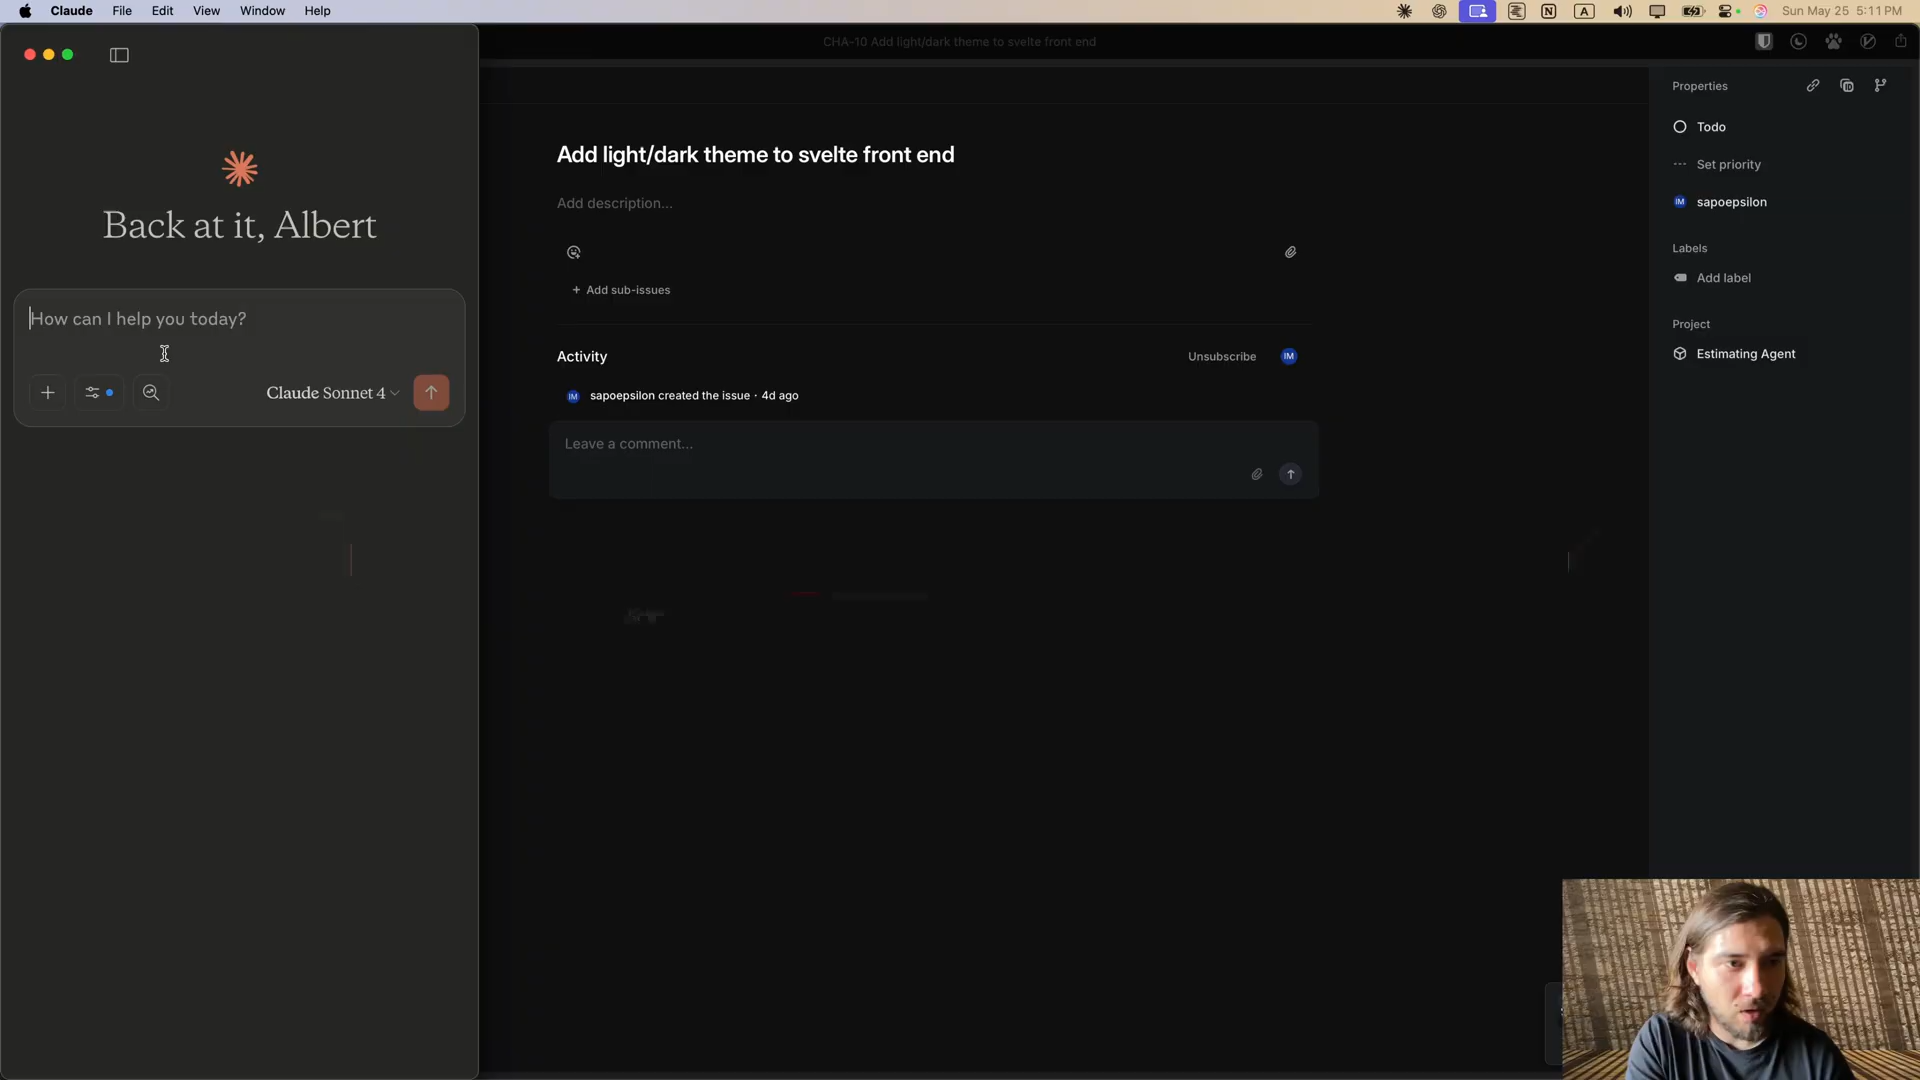 Claude File Edit View Window Help
N A Sun May 25 5:11 PM
CHA-10 Add light/dark theme to svelte front end
Back at it, Albert
How can I help you today?
Claude Sonnet 4
Add light/dark theme to svelte front end
Add description...
+ Add sub-issues
Activity
Unsubscribe IM
IM sapoepsilon created the issue · 4d ago
Leave a comment...
Properties
Todo
--- Set priority
IM sapoepsilon
Labels
Add label
Project
Estimating Agent